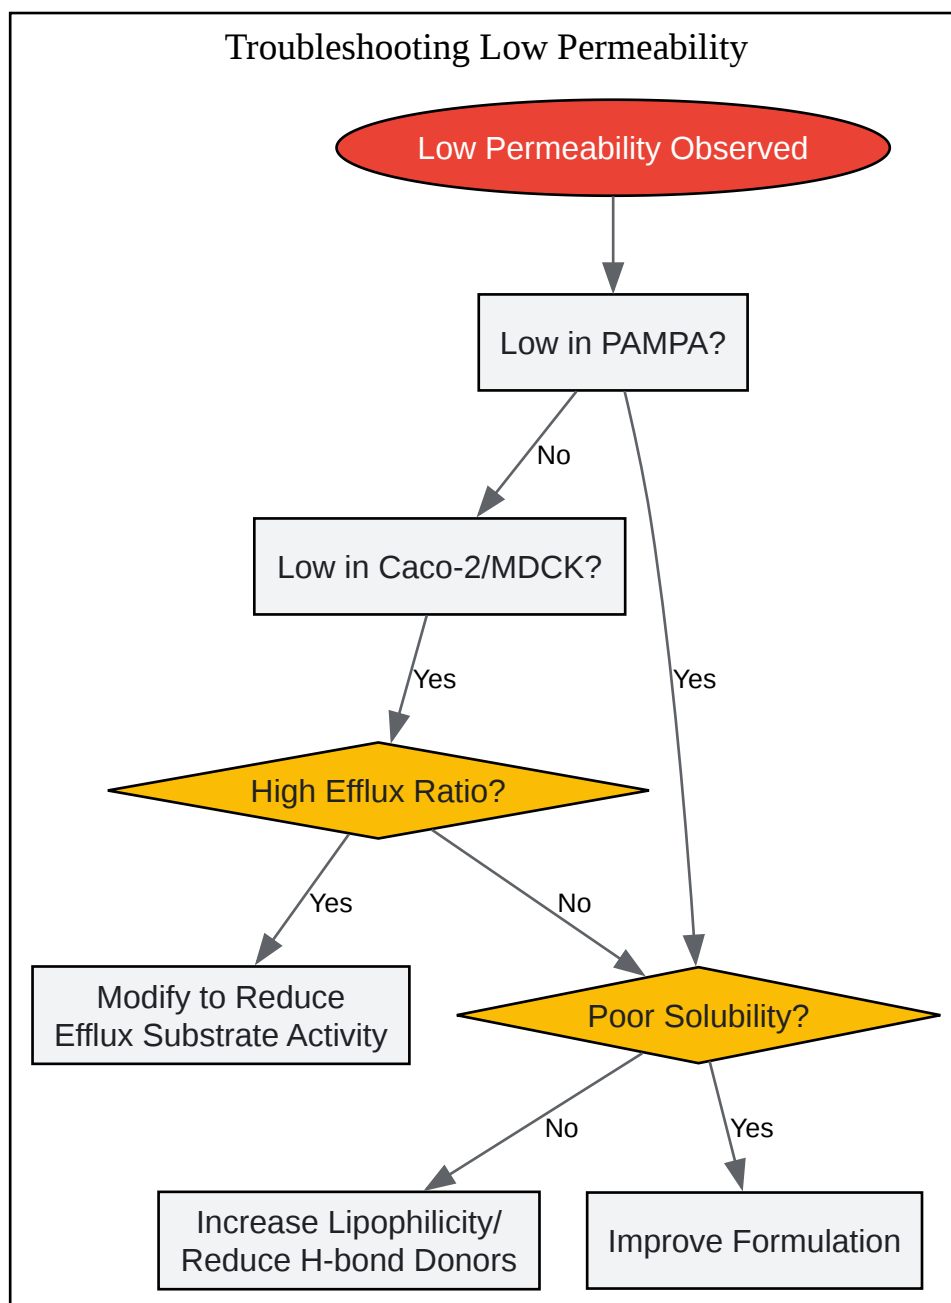 Troubleshooting Low Permeability
Low Permeability Observed
Low in PAMPA?
No
Low in Caco-2/MDCK?
Yes
Yes
High Efflux Ratio?
Yes
No
Modify to Reduce
Efflux Substrate Activity
Poor Solubility?
No
Yes
Increase Lipophilicity/
Reduce H-bond Donors
Improve Formulation